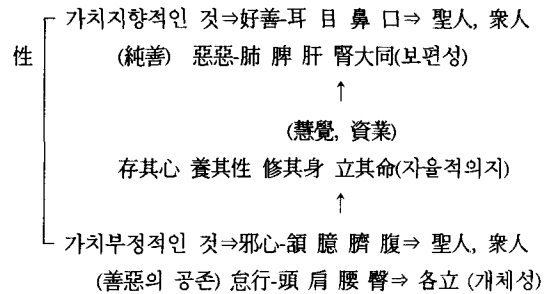 가치지향적인 것⇒好善-耳 目 鼻 口⇒ 聖人, 衆人
性
(純善) 惡惡-肺 脾 肝 腎大同(보편성)
↑
(慧覺, 資業)
存其心 養其性 修其身 立其命(자율적의지)
↑
가치부정적인 것⇒邪心-頷 臆 臍 腹⇒ 聖人, 衆人
(善惡의 공존) 怠行-頭 肩 腰 臀⇒ 各立 (개체성)